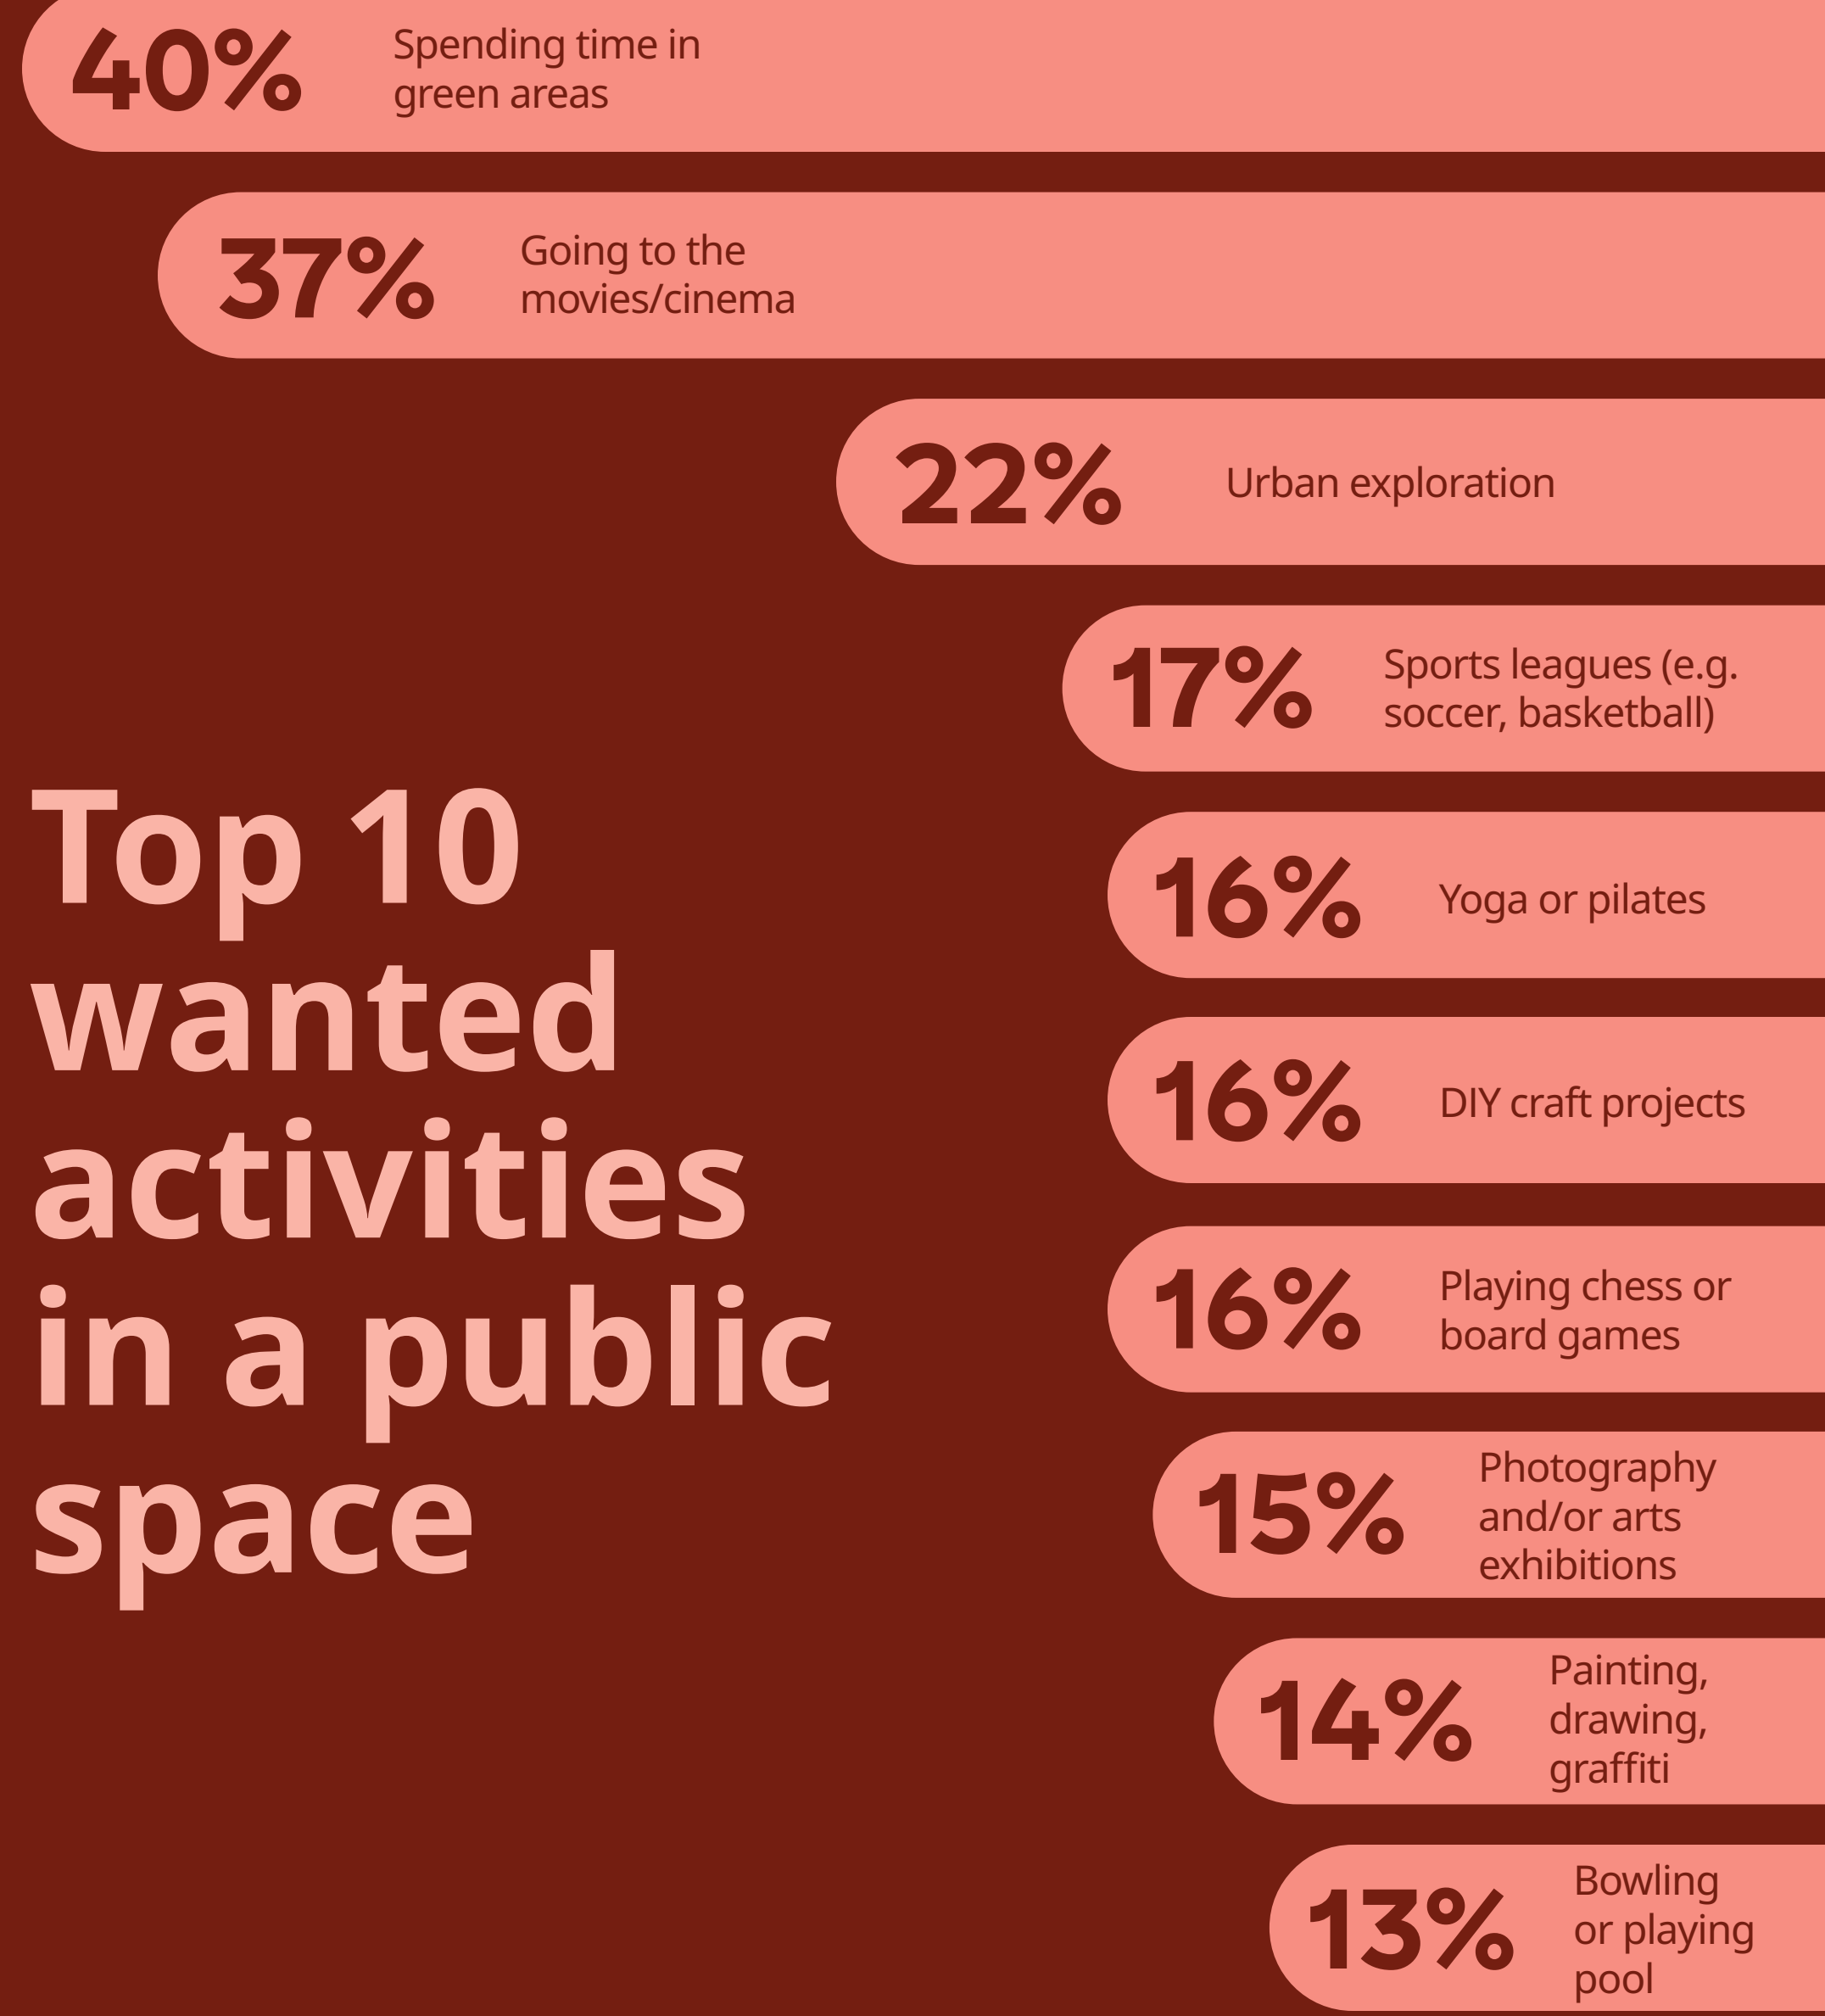 40%
Spending time in
green areas
37%
Going to the
movies/cinema
22%
Urban exploration
17%
Sports leagues (e.g.
soccer, basketball)
Top 10
wanted
activities
in a public
space
16%
Yoga or pilates
16%
DIY craft projects
16%
Playing chess or
board games
15%
Photography
and/or arts
exhibitions
14%
Painting,
drawing,
graffiti
13%
Bowling
or playing
pool